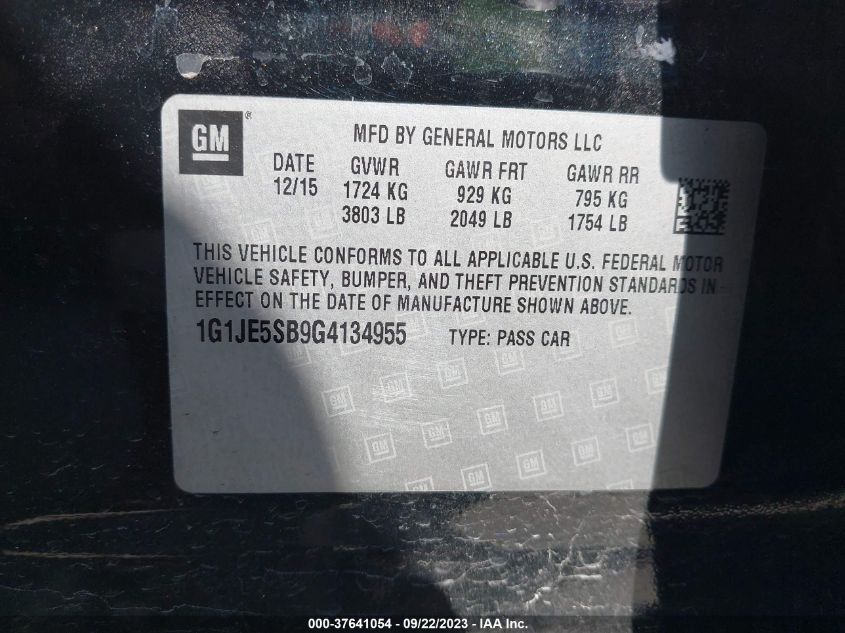 GM®
MFD BY GENERAL MOTORS LLC
DATE GVWR GAWR FRT GAWR RR
12/15 1724 KG 929 KG 795 KG
3803 LB 2049 LB 1754 LB
THIS VEHICLE CONFORMS TO ALL APPLICABLE U.S. FEDERAL MOTOR
VEHICLE SAFETY, BUMPER, AND THEFT PREVENTION STANDARDS IN
EFFECT ON THE DATE OF MANUFACTURE SHOWN ABOVE.
1G1JE5SB9G4134955 TYPE: PASS CAR
000-37641054 - 09/22/2023 - IAA Inc.